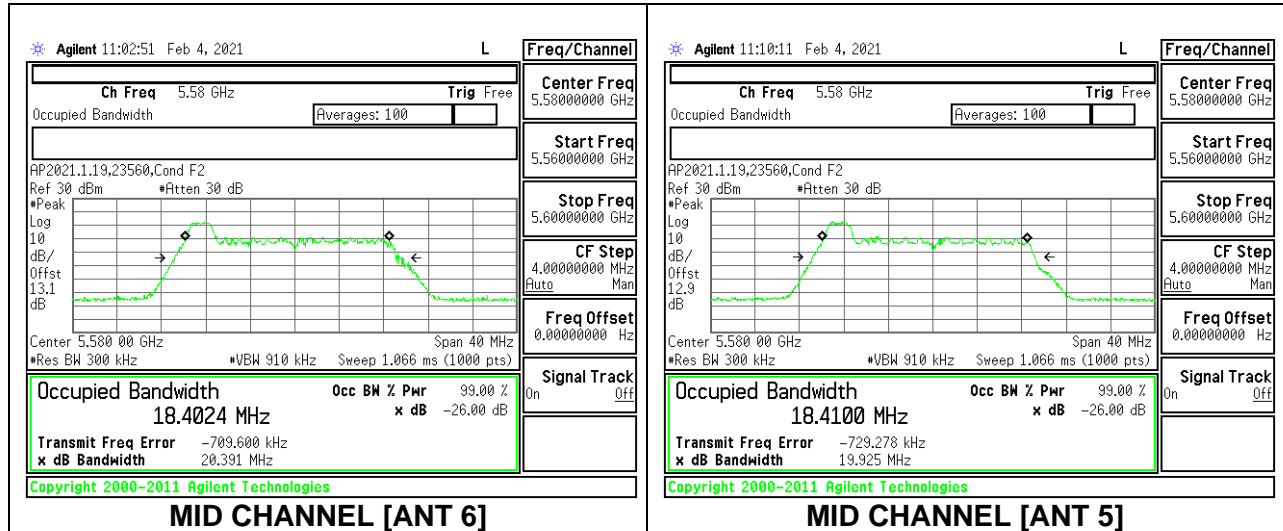 Agilent 11:02:51 Feb 4, 2021 L
Freq/Channel
Ch Freq 5.58 GHz Trig Free
Occupied Bandwidth Averages: 100
AP2021.1.19,23560,Cond F2
Ref 30 dBm #Atten 30 dB
#Peak
Log
10
dB/
Offst
13.1
dB
Center 5.580 00 GHz Span 40 MHz
#Res BW 300 kHz #VBW 910 kHz Sweep 1.066 ms (1000 pts)
Occupied Bandwidth Occ BW % Pwr 99.00 %
18.4024 MHz x dB -26.00 dB
Transmit Freq Error -709.600 kHz
x dB Bandwidth 20.391 MHz
Copyright 2000-2011 Agilent Technologies
Center Freq
5.58000000 GHz
Start Freq
5.56000000 GHz
Stop Freq
5.60000000 GHz
CF Step
4.00000000 MHz
Auto Man
Freq Offset
0.00000000 Hz
Signal Track
On Off
MID CHANNEL [ANT 6]
Agilent 11:10:11 Feb 4, 2021 L
Freq/Channel
Ch Freq 5.58 GHz Trig Free
Occupied Bandwidth Averages: 100
AP2021.1.19,23560,Cond F2
Ref 30 dBm #Atten 30 dB
#Peak
Log
10
dB/
Offst
12.9
dB
Center 5.580 00 GHz Span 40 MHz
#Res BW 300 kHz #VBW 910 kHz Sweep 1.066 ms (1000 pts)
Occupied Bandwidth Occ BW % Pwr 99.00 %
18.4100 MHz x dB -26.00 dB
Transmit Freq Error -729.278 kHz
x dB Bandwidth 19.925 MHz
Copyright 2000-2011 Agilent Technologies
Center Freq
5.58000000 GHz
Start Freq
5.56000000 GHz
Stop Freq
5.60000000 GHz
CF Step
4.00000000 MHz
Auto Man
Freq Offset
0.00000000 Hz
Signal Track
On Off
MID CHANNEL [ANT 5]